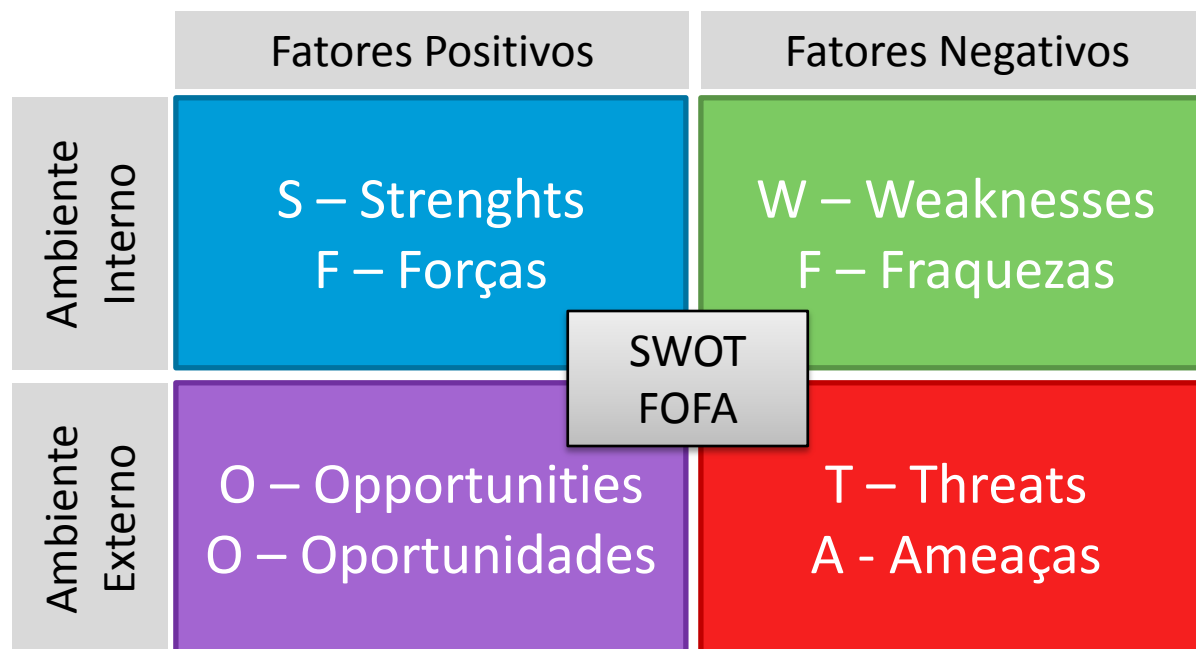 Fatores Positivos
Fatores Negativos
Ambiente
Interno
S – Strenghts
F – Forças
W – Weaknesses
F – Fraquezas
SWOT
FOFA
Ambiente
Externo
O – Opportunities
O – Oportunidades
T – Threats
A - Ameaças